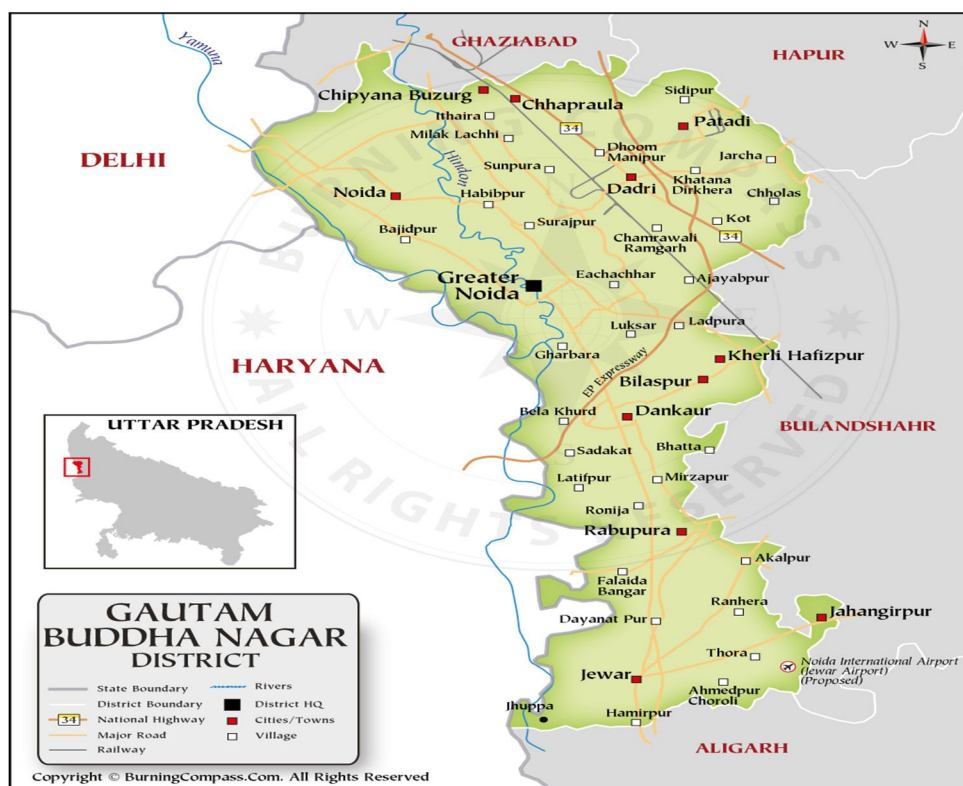 Yamuna
GHAZIABAD
N
W E
S
HAPUR
Chipyana Buzurg
Chhapraula
Sidipur
Ithaira
34
Patadi
Milak Lachhi
DELHI
Hindon
Dhoom
Manipur
Jarcha
Sunpura
Khatana
Dirkhera
Dadri
Noida
Habibpur
Chholas
Surajpur
Kot
Bajidpur
Chamrawali
Ramgarh
34
Greater
Noida
Eachachhar
Ajayabpur
Luksar
Ladpura
Gharbara
Kherli Hafizpur
HARYANA
EP Expressway
Bilaspur
Bela Khurd
Dankaur
BULANDSHAHR
UTTAR PRADESH
Sadakat
Bhatta
Latifpur
Mirzapur
Ronija
Rabupura
Akalpur
Falaida
Bangar
Ranhera
Jahangirpur
Dayanat Pur
Thora
Noida International Airport
(Jewar Airport)
(Proposed)
Jewar
Ahmedpur
Choroli
Jhuppa
Hamirpur
ALIGARH
GAUTAM
BUDDHA NAGAR
DISTRICT
State Boundary
Rivers
District Boundary
District HQ
34
National Highway
Cities/Towns
Major Road
Village
Railway
Copyright © BurningCompass.Com. All Rights Reserved
BURNING COMPASS
ALL RIGHTS RESERVED
N
W
E
S